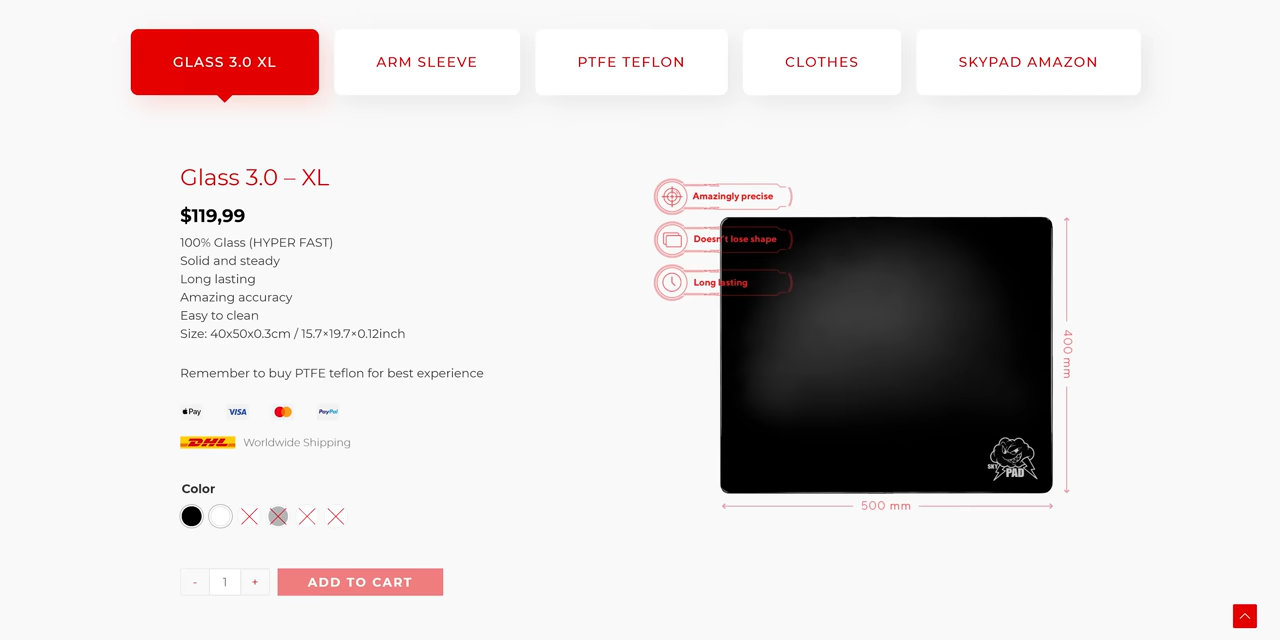 GLASS 3.0 XL
ARM SLEEVE
PTFE TEFLON
CLOTHES
SKYPAD AMAZON
Glass 3.0 – XL
$119,99
100% Glass (HYPER FAST)
Solid and steady
Long lasting
Amazing accuracy
Easy to clean
Size: 40x50x0.3cm / 15.7×19.7×0.12inch
Remember to buy PTFE teflon for best experience
Pay
VISA
PayPal
DHL Worldwide Shipping
Color
- 1 +
ADD TO CART
Amazingly precise
Doesn't lose shape
Long lasting
400 mm
SKY PAD
500 mm